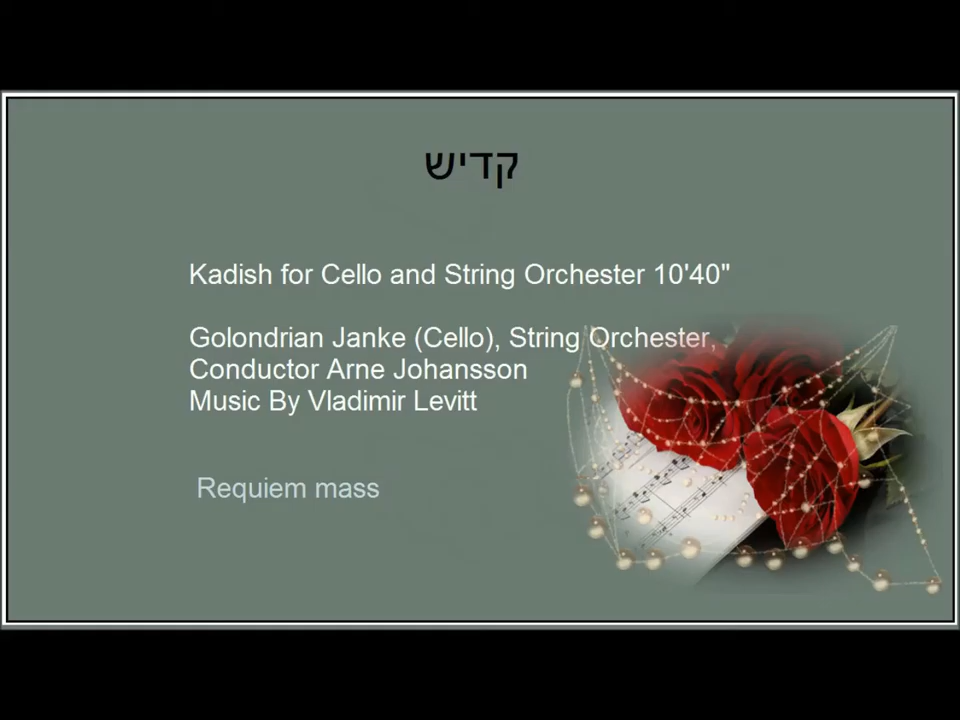 קדיש
Kadish for Cello and String Orchester 10'40"
Golondrian Janke (Cello), String Orchester,
Conductor Arne Johansson
Music By Vladimir Levitt
Requiem mass